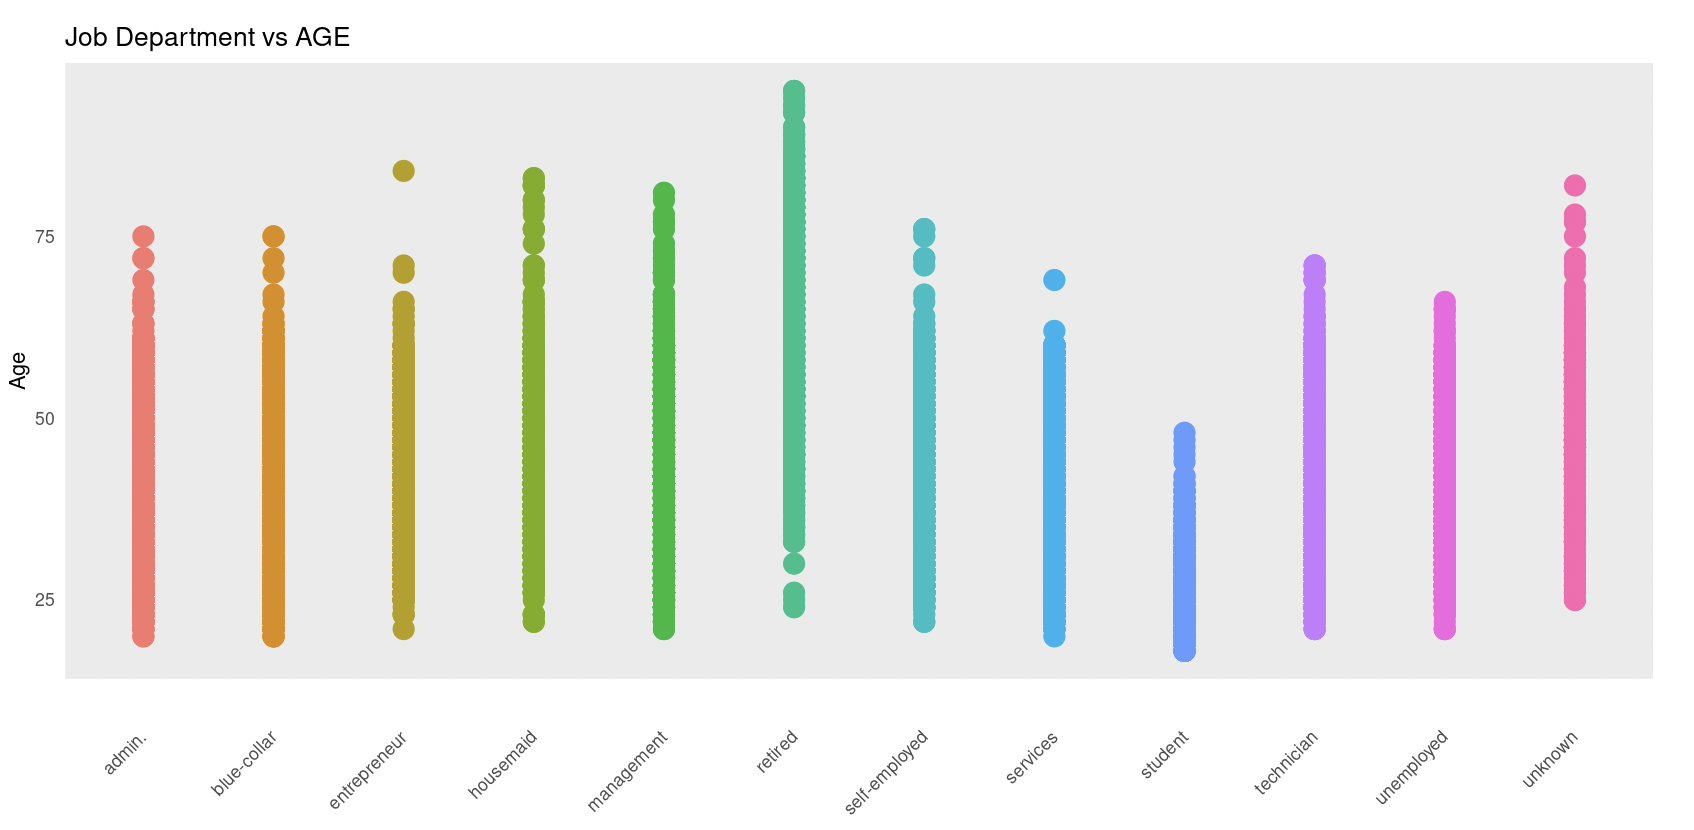 Job Department vs AGE
Age
75
50
25
admin.
blue-collar
entrepreneur
housemaid
management
retired
self-employed
services
student
technician
unemployed
unknown